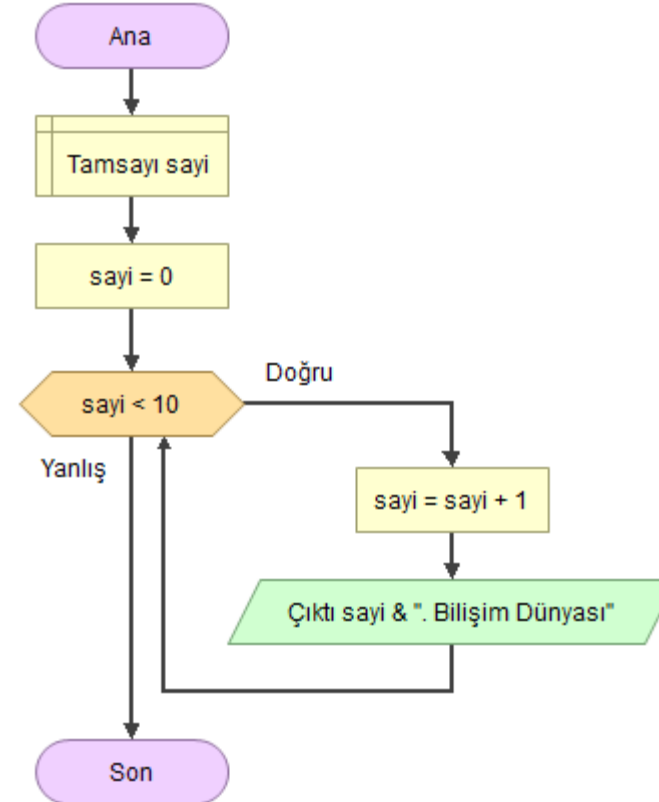 Ana
Tamsayı sayi
sayi = 0
sayi < 10
Doğru
Yanlış
sayi = sayi + 1
Çıktı sayi & ". Bilişim Dünyası"
Son